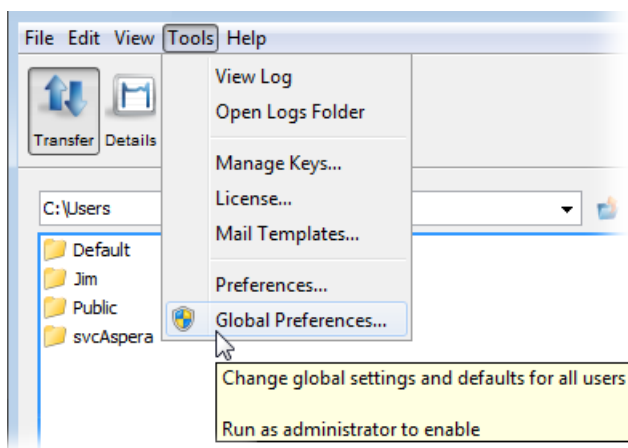 File Edit View Tools Help
View Log
Open Logs Folder
Transfer Details
Manage Keys...
License...
C:\Users
Mail Templates...
Default
Jim
Preferences...
Public
Global Preferences...
svcAspera
Change global settings and defaults for all users
Run as administrator to enable